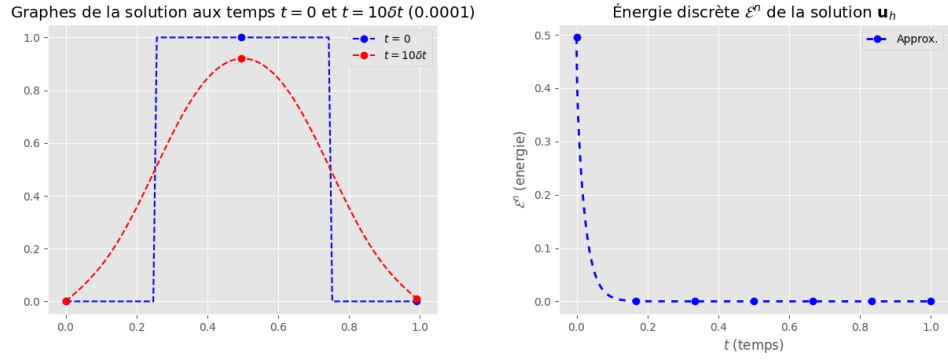 Graphes de la solution aux temps t = 0 et t = 10δt (0.0001)
1.0
0.8
0.6
0.4
0.2
0.0
0.0 0.2 0.4 0.6 0.8 1.0
t = 0
t = 10δt
Énergie discrète ℰⁿ de la solution 𝐮ₕ
0.5
0.4
0.3
0.2
0.1
0.0
ℰⁿ (energie)
0.0 0.2 0.4 0.6 0.8 1.0
t (temps)
Approx.